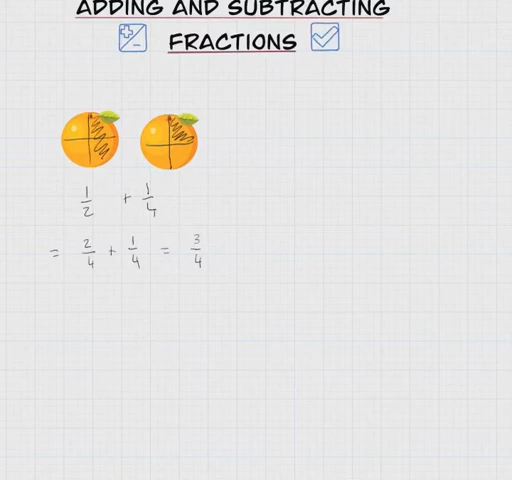 ADDING AND SUBTRACTING
FRACTIONS
1/2 + 1/4
= 2/4 + 1/4 = 3/4